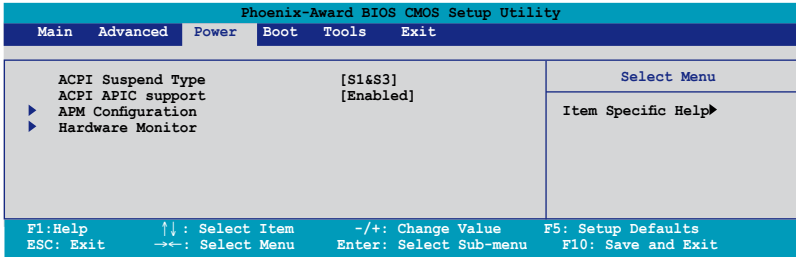 Phoenix-Award BIOS CMOS Setup Utility
Main Advanced Power Boot Tools Exit
ACPI Suspend Type [S1&S3]
ACPI APIC support [Enabled]
APM Configuration
Hardware Monitor
Select Menu
Item Specific Help
F1:Help ↑↓: Select Item -/+: Change Value F5: Setup Defaults
ESC: Exit →←: Select Menu Enter: Select Sub-menu F10: Save and Exit